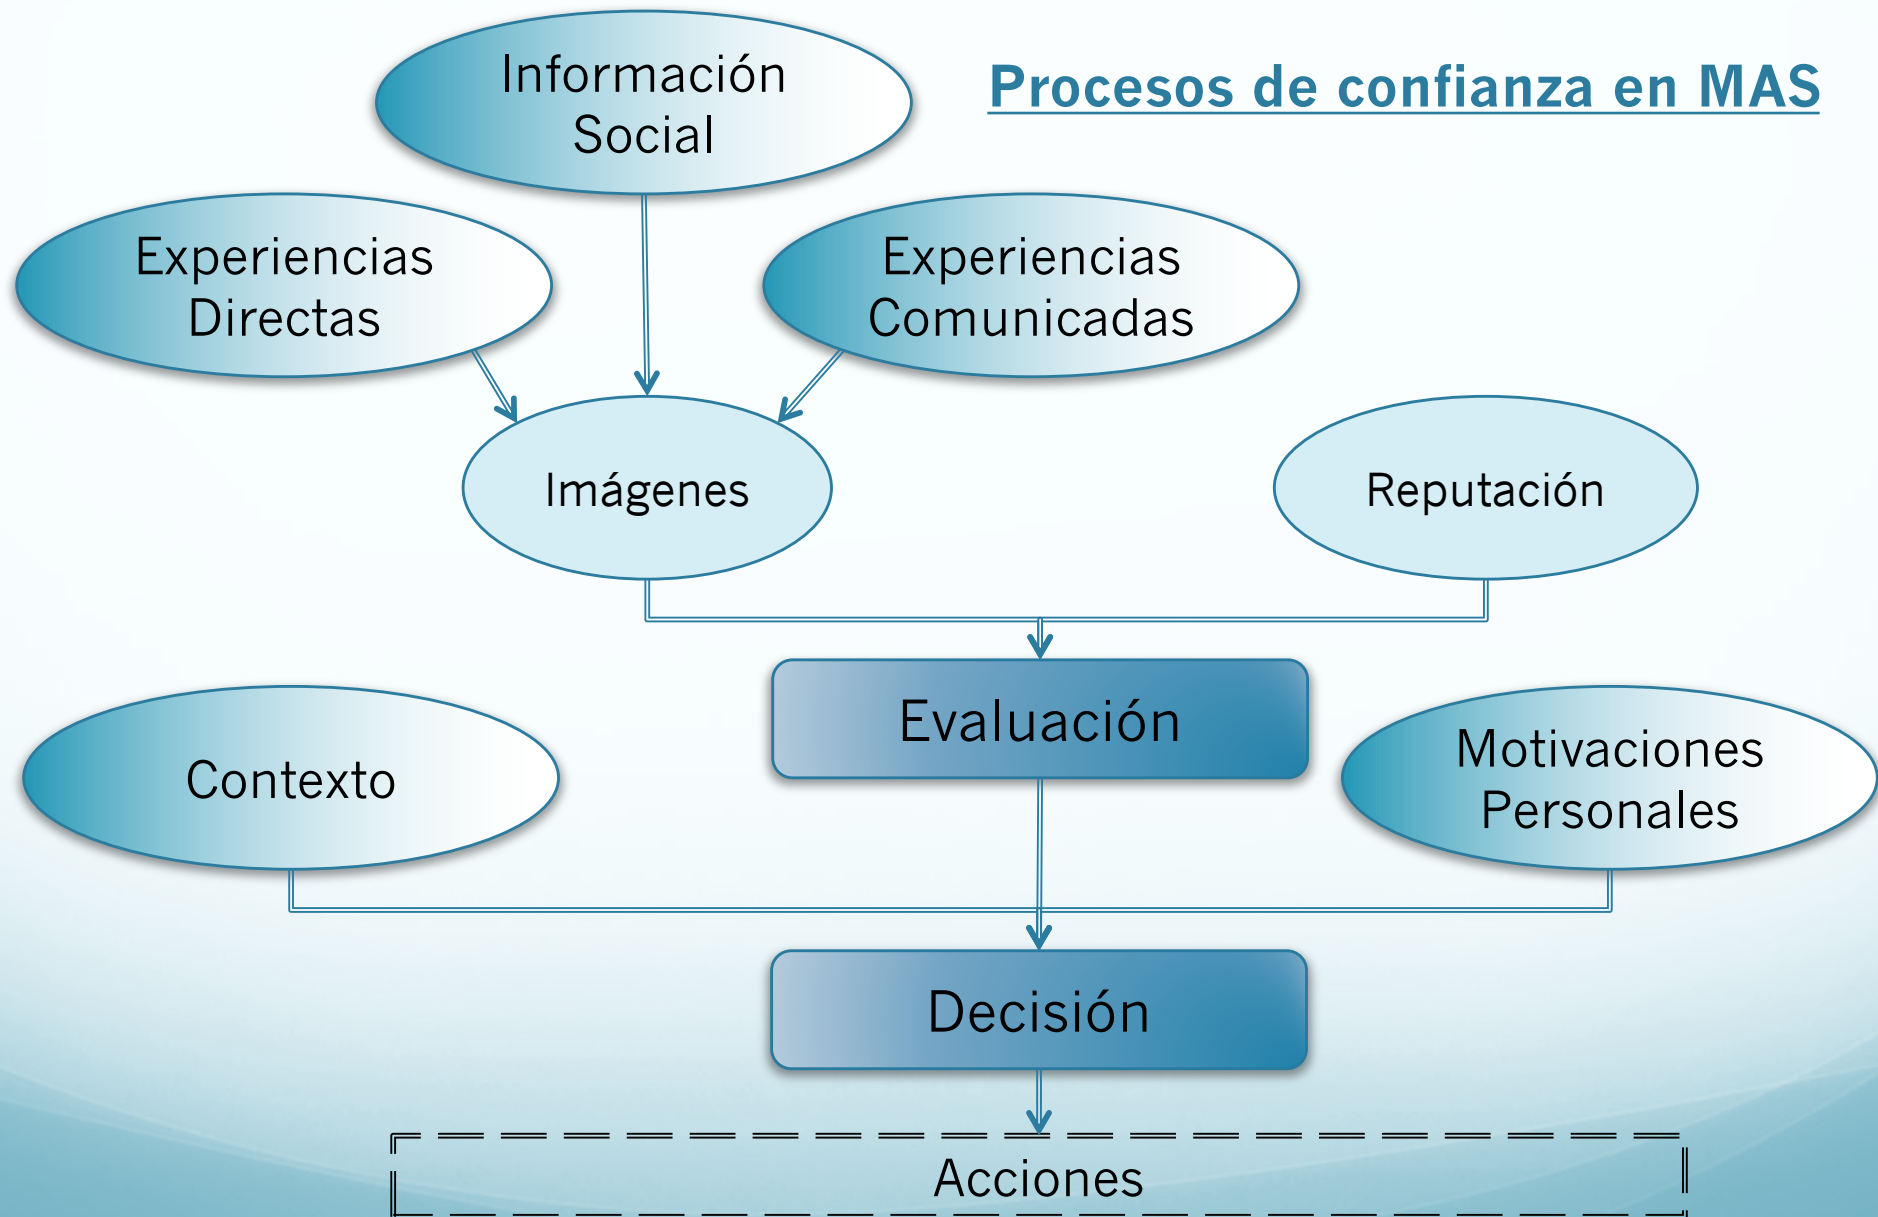 Procesos de confianza en MAS
Información
Social
Experiencias
Directas
Experiencias
Comunicadas
Imágenes
Reputación
Evaluación
Contexto
Motivaciones
Personales
Decisión
Acciones